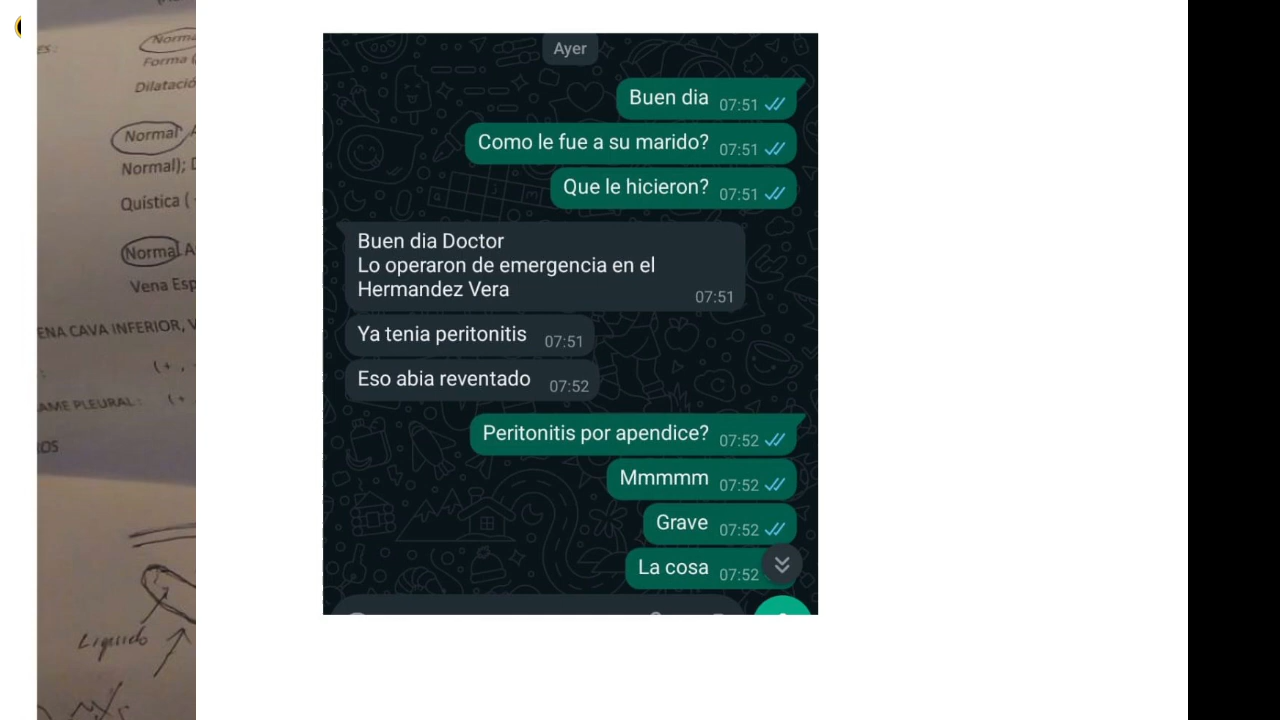 ES:
Norma
Forma (
Dilatació
Normal A
Normal); D
Quistica ( -
Normal A
Vena Esp
ENA CAVA INFERIOR, V
: (+ , -
AME PLEURAL: (+
OS
Liquido
Ayer
Buen dia 07:51
Como le fue a su marido? 07:51
Que le hicieron? 07:51
Buen dia Doctor
Lo operaron de emergencia en el
Hermandez Vera 07:51
Ya tenia peritonitis 07:51
Eso abia reventado 07:52
Peritonitis por apendice? 07:52
Mmmmm 07:52
Grave 07:52
La cosa 07:52